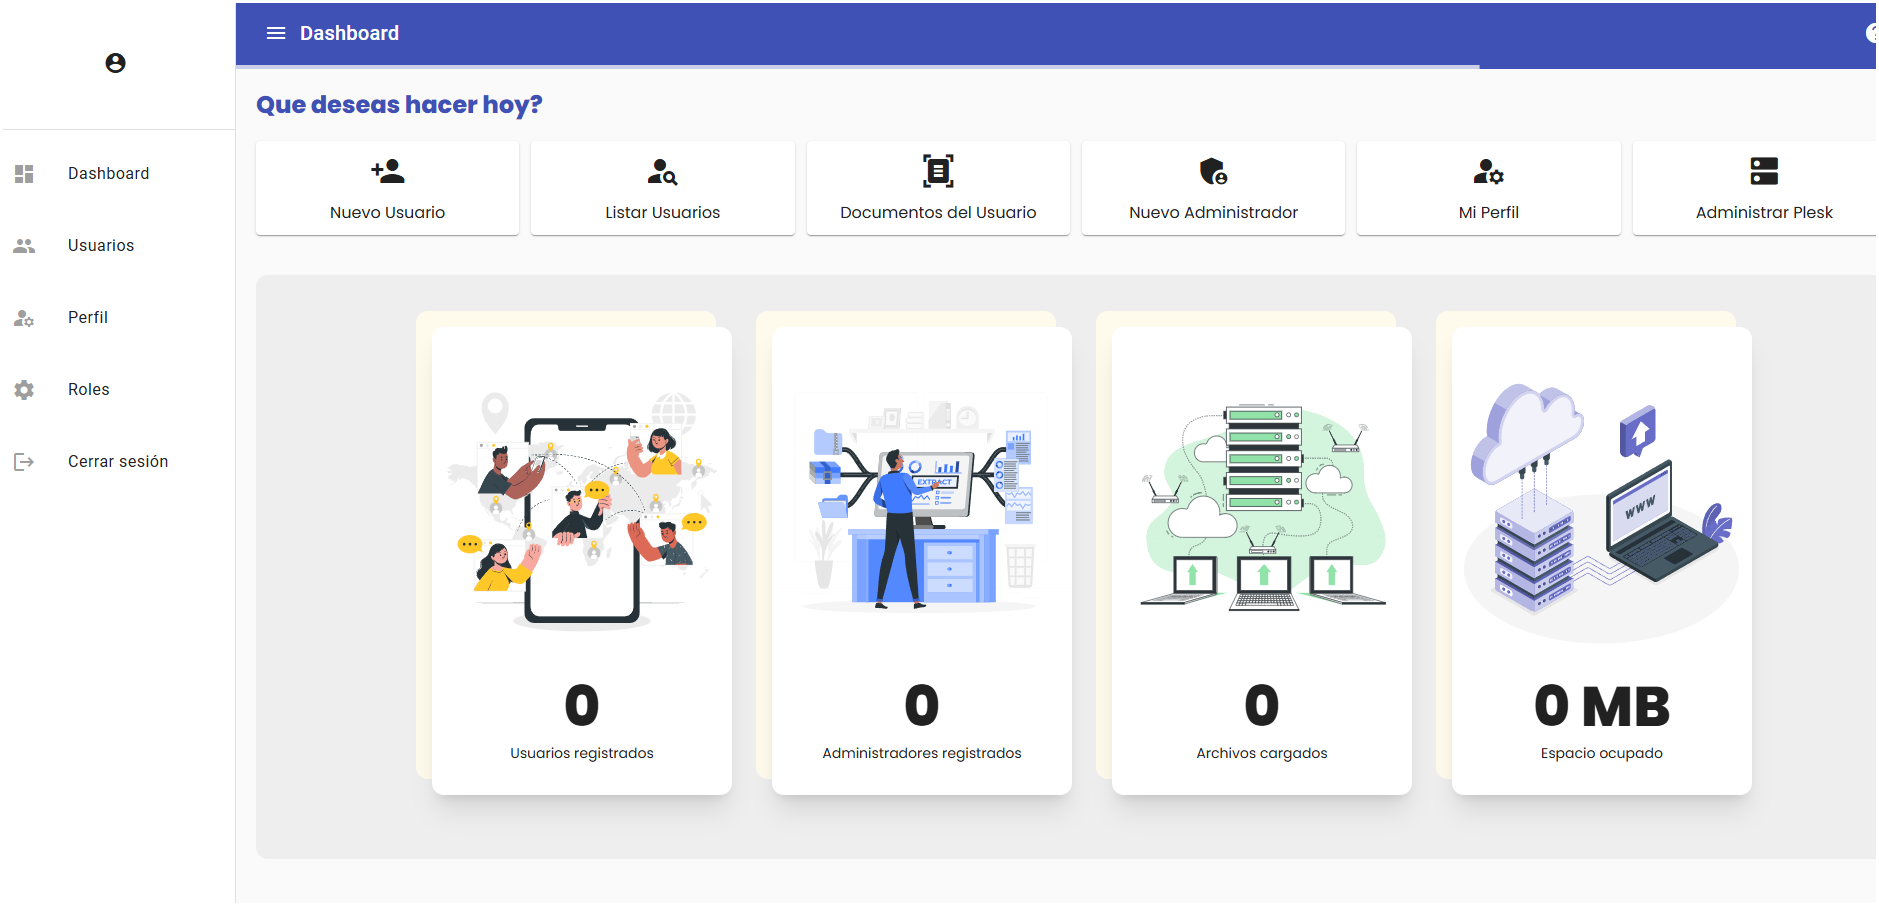 Dashboard
Que deseas hacer hoy?
Dashboard
Usuarios
Perfil
Roles
Cerrar sesión
Nuevo Usuario
Listar Usuarios
Documentos del Usuario
Nuevo Administrador
Mi Perfil
Administrar Plesk
EXTRACT
WWW
0
Usuarios registrados
0
Administradores registrados
0
Archivos cargados
0 MB
Espacio ocupado